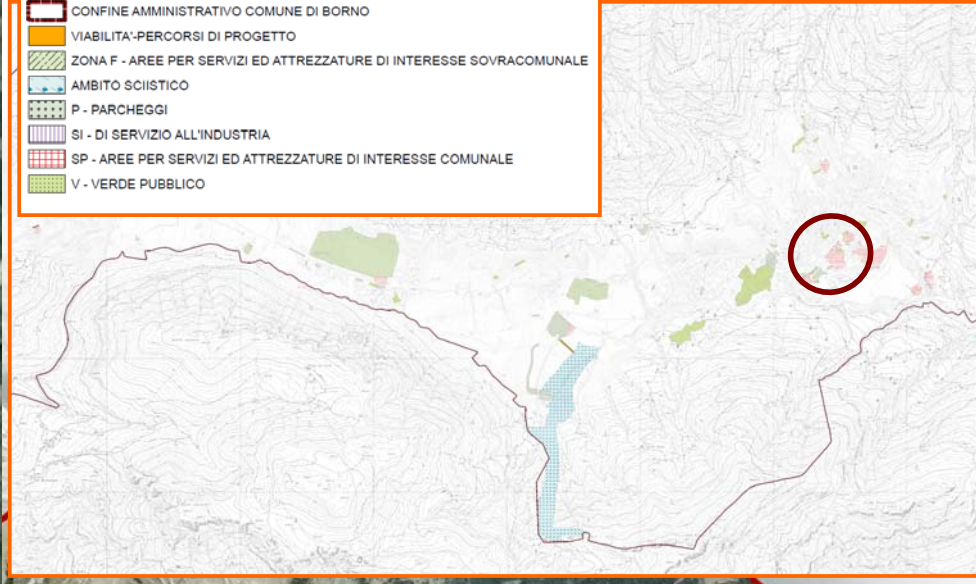 CONFINE AMMINISTRATIVO COMUNE DI BORNO
VIABILITA'-PERCORSI DI PROGETTO
ZONA F - AREE PER SERVIZI ED ATTREZZATURE DI INTERESSE SOVRACOMUNALE
AMBITO SCIISTICO
P - PARCHEGGI
SI - DI SERVIZIO ALL'INDUSTRIA
SP - AREE PER SERVIZI ED ATTREZZATURE DI INTERESSE COMUNALE
V - VERDE PUBBLICO